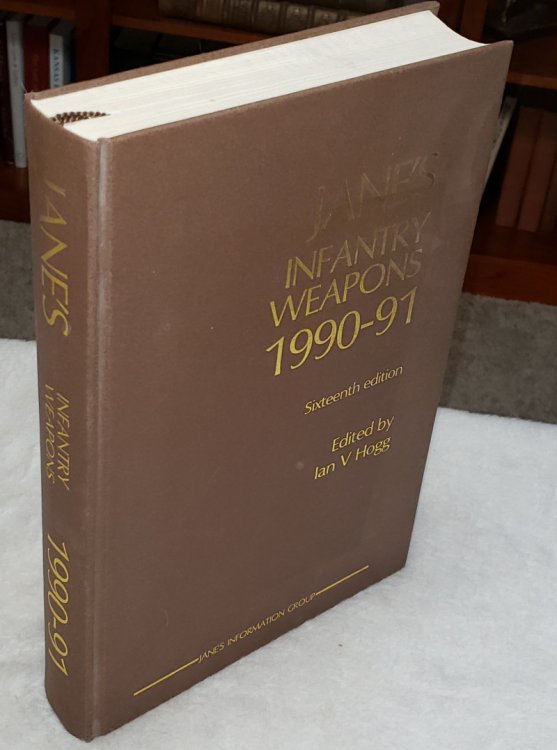 JANE'S
INFANTRY
WEAPONS
1990-91
Sixteenth edition
Edited by
Ian V Hogg
JANE'S INFORMATION GROUP
JANE'S
INFANTRY
WEAPONS
1990-91
KANSAS